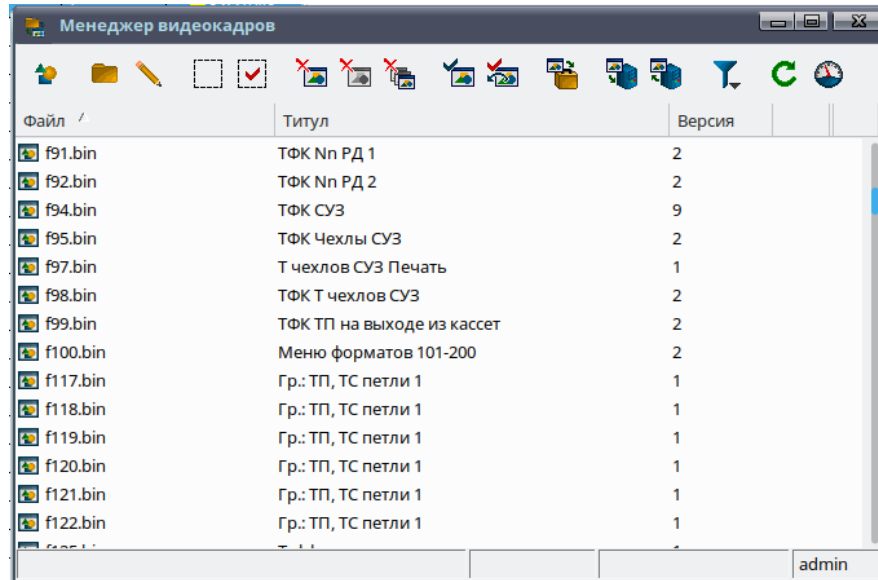 Менеджер видеокадров
Файл Титул Версия
f91.bin ТФК Nn РД 1 2
f92.bin ТФК Nn РД 2 2
f94.bin ТФК СУЗ 9
f95.bin ТФК Чехлы СУЗ 2
f97.bin Т чехлов СУЗ Печать 1
f98.bin ТФК Т чехлов СУЗ 2
f99.bin ТФК ТП на выходе из кассет 2
f100.bin Меню форматов 101-200 2
f117.bin Гр.: ТП, ТС петли 1 1
f118.bin Гр.: ТП, ТС петли 1 1
f119.bin Гр.: ТП, ТС петли 1 1
f120.bin Гр.: ТП, ТС петли 1 1
f121.bin Гр.: ТП, ТС петли 1 1
f122.bin Гр.: ТП, ТС петли 1 1
admin